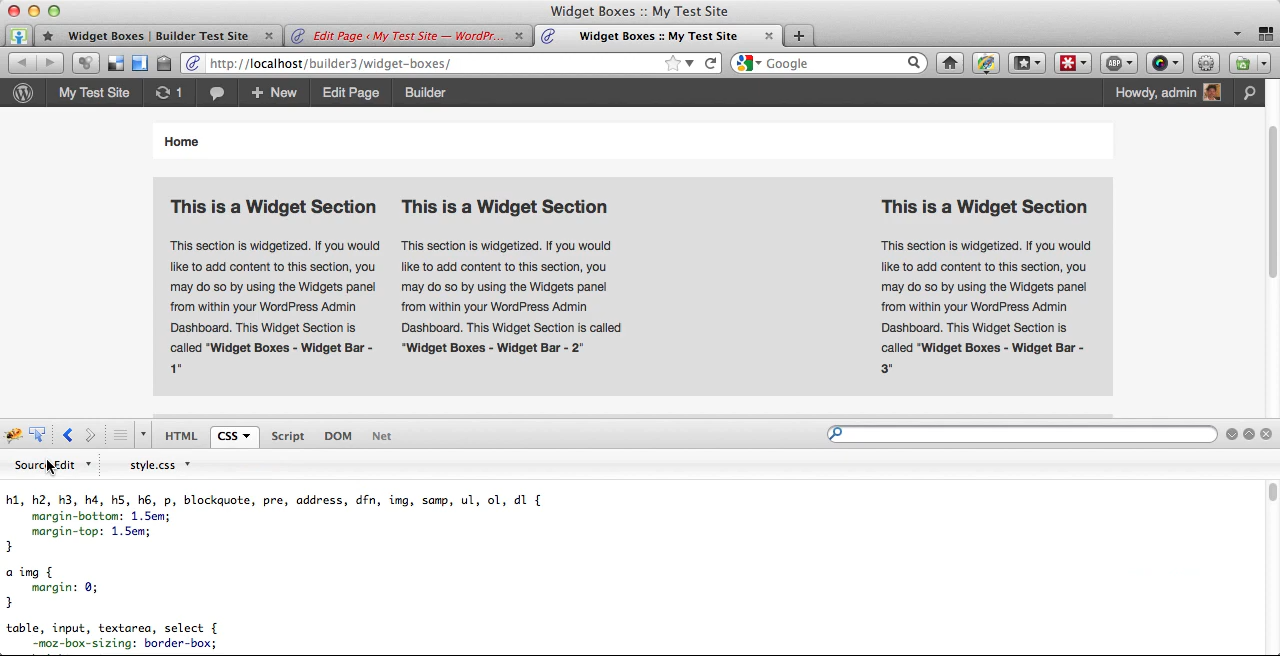 Widget Boxes :: My Test Site
Widget Boxes | Builder Test Site
Edit Page ‹ My Test Site — WordPr...
Widget Boxes :: My Test Site
http://localhost/builder3/widget-boxes/
Google
ABP
My Test Site
1
New
Edit Page
Builder
Howdy, admin
Home
This is a Widget Section
This is a Widget Section
This is a Widget Section
This section is widgetized. If you would
like to add content to this section, you
may do so by using the Widgets panel
from within your WordPress Admin
Dashboard. This Widget Section is
called "Widget Boxes - Widget Bar -
1"
This section is widgetized. If you would
like to add content to this section, you
may do so by using the Widgets panel
from within your WordPress Admin
Dashboard. This Widget Section is called
"Widget Boxes - Widget Bar - 2"
This section is widgetized. If you would
like to add content to this section, you
may do so by using the Widgets panel
from within your WordPress Admin
Dashboard. This Widget Section is
called "Widget Boxes - Widget Bar -
3"
HTML
CSS
Script
DOM
Net
Edit
style.css
h1, h2, h3, h4, h5, h6, p, blockquote, pre, address, dfn, img, samp, ul, ol, dl {
margin-bottom: 1.5em;
margin-top: 1.5em;
}
a img {
margin: 0;
}
table, input, textarea, select {
-moz-box-sizing: border-box;